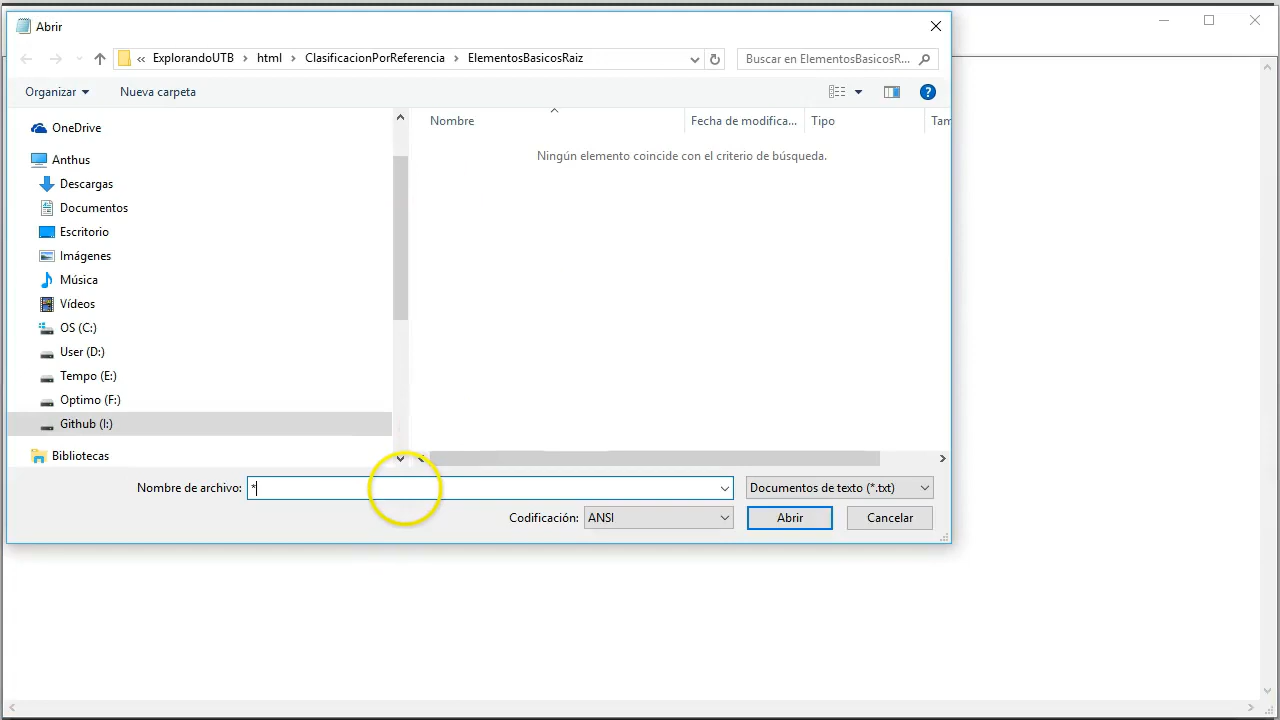 Abrir
« ExplorandoUTB › html › ClasificacionPorReferencia › ElementosBasicosRaiz
Buscar en ElementosBasicosR...
Organizar
Nueva carpeta
OneDrive
Anthus
Descargas
Documentos
Escritorio
Imágenes
Música
Vídeos
OS (C:)
User (D:)
Tempo (E:)
Optimo (F:)
Github (I:)
Bibliotecas
Nombre
Fecha de modifica...
Tipo
Tam
Ningún elemento coincide con el criterio de búsqueda.
Nombre de archivo: *
Documentos de texto (*.txt)
Codificación: ANSI
Abrir
Cancelar